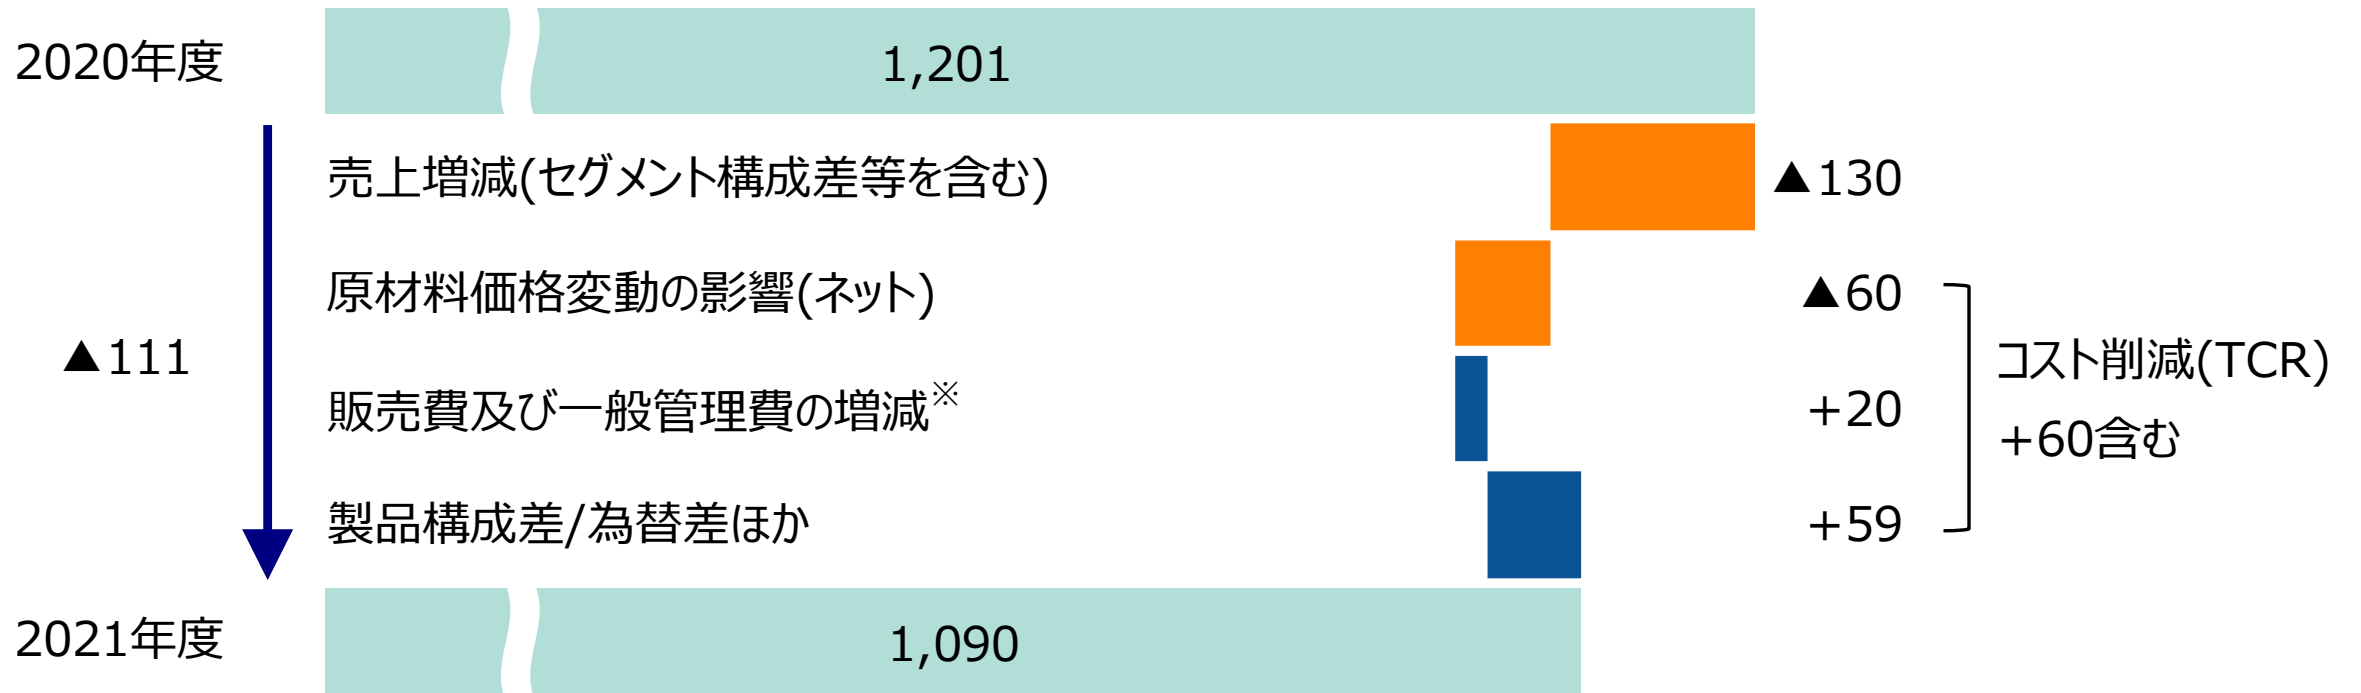 2020年度
1,201
売上増減(セグメント構成差等を含む)
▲130
原材料価格変動の影響(ネット)
▲60
▲111
コスト削減(TCR)
+60含む
販売費及び一般管理費の増減※
+20
製品構成差/為替差ほか
+59
2021年度
1,090